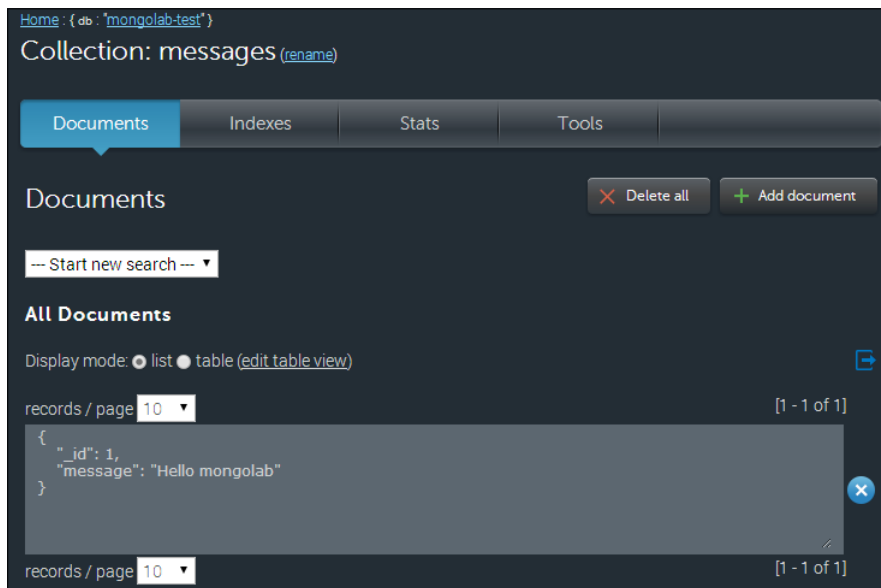 Home : { db : "mongolab-test" }
Collection: messages (rename)
Documents Indexes Stats Tools
Documents Delete all Add document
--- Start new search ---
All Documents
Display mode: list table (edit table view)
records / page 10 [1 - 1 of 1]
{
"_id": 1,
"message": "Hello mongolab"
}
records / page 10 [1 - 1 of 1]